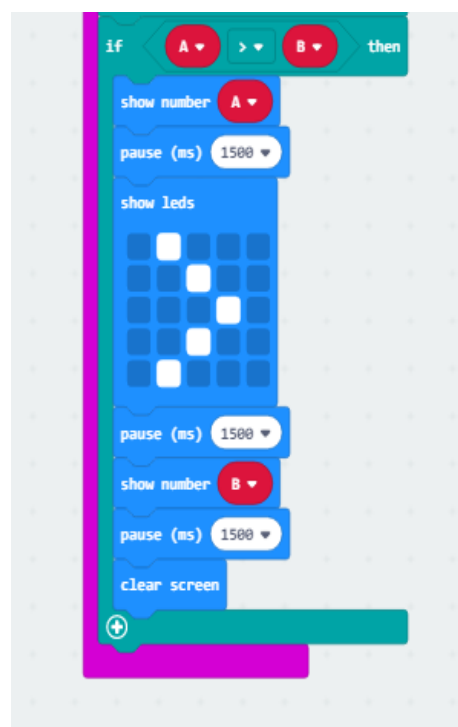 if A > B then
show number A
pause (ms) 1500
show leds
pause (ms) 1500
show number B
pause (ms) 1500
clear screen